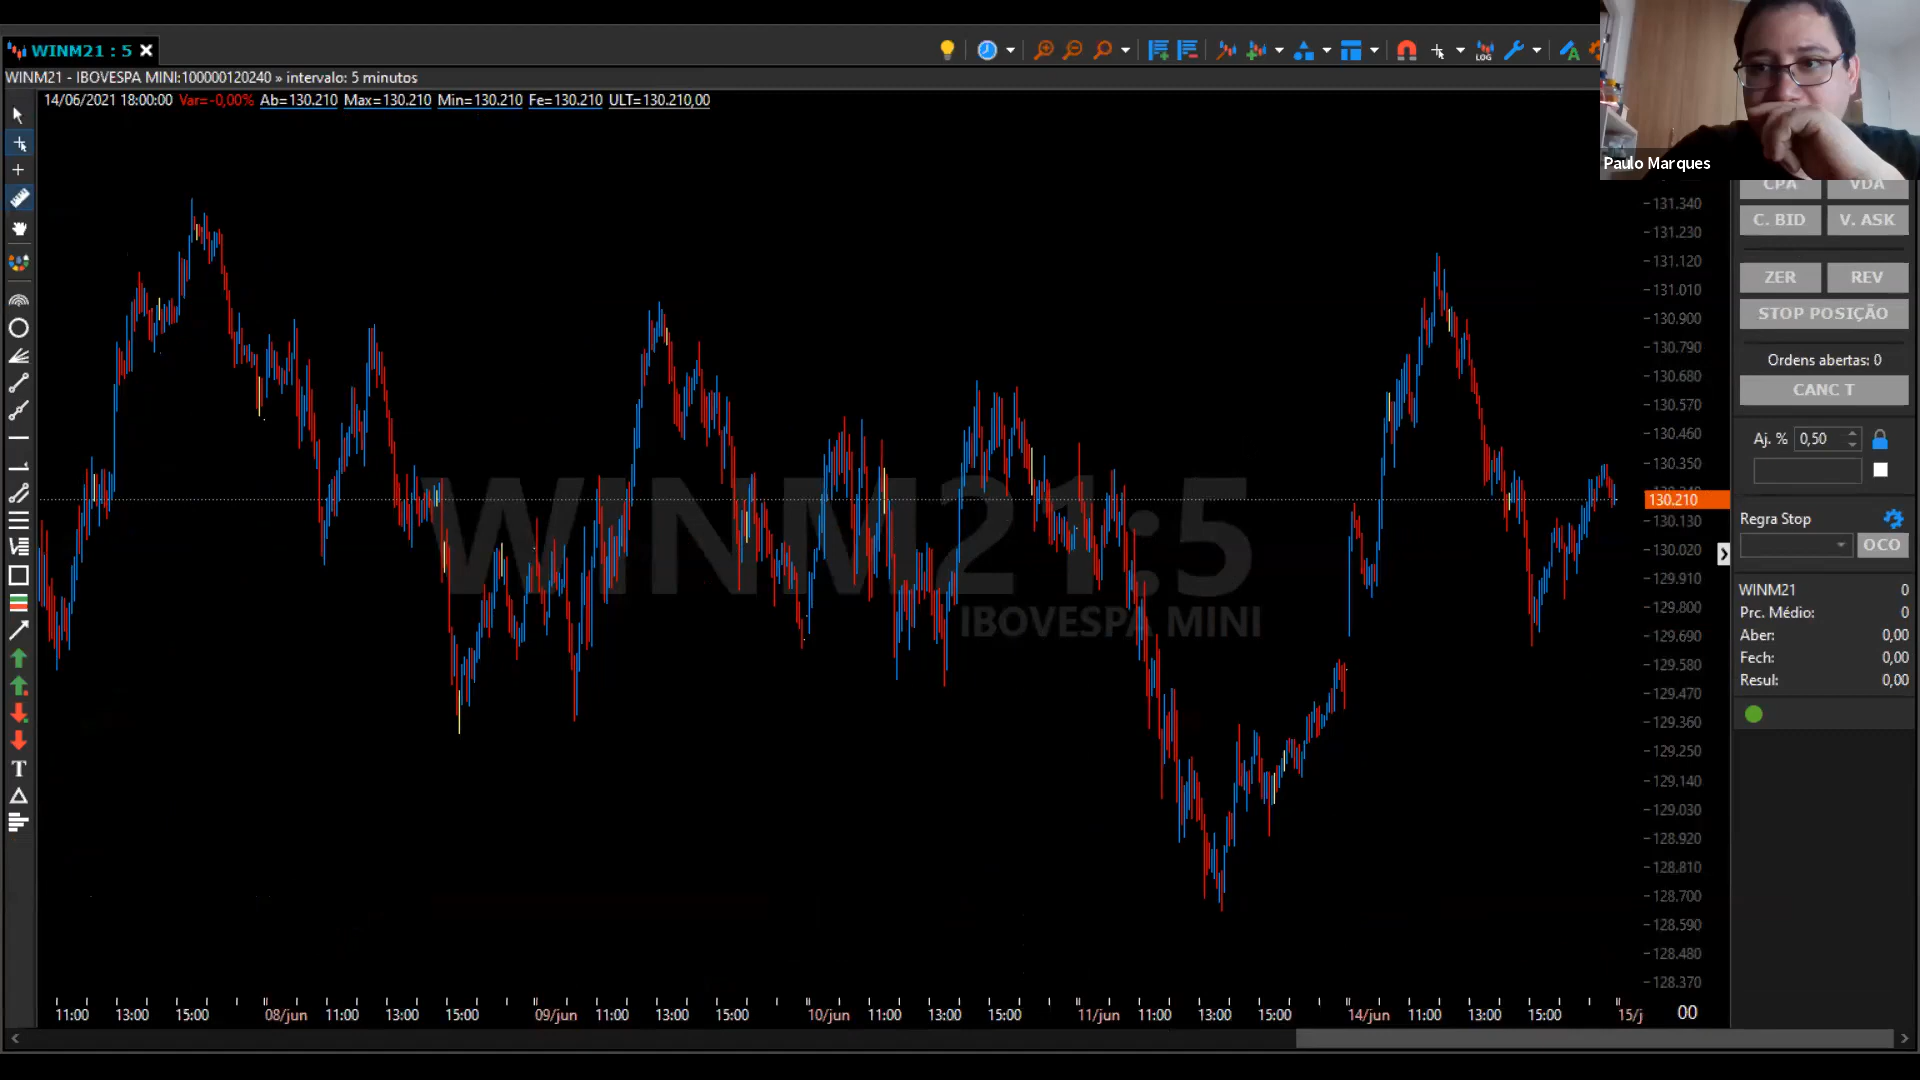 WINM21 : 5
WINM21 - IBOVESPA MINI:100000120240 » intervalo: 5 minutos
14/06/2021 18:00:00 Var=-0,00% Ab=130.210 Max=130.210 Min=130.210 Fe=130.210 ULT=130.210,00
LOG
A
Paulo Marques
CPA VDA
C. BID V. ASK
ZER REV
STOP POSIÇÃO
Ordens abertas: 0
CANC T
Aj. % 0,50
Regra Stop
OCO
WINM21 0
Prc. Médio: 0
Aber: 0,00
Fech: 0,00
Resul: 0,00
131.340
131.230
131.120
131.010
130.900
130.790
130.680
130.570
130.460
130.350
130.210
130.130
130.020
129.910
129.800
129.690
129.580
129.470
129.360
129.250
129.140
129.030
128.920
128.810
128.700
128.590
128.480
128.370
WINM21:5
IBOVESPA MINI
T
11:00 13:00 15:00 08/jun 11:00 13:00 15:00 09/jun 11:00 13:00 15:00 10/jun 11:00 13:00 15:00 11/jun 11:00 13:00 15:00 14/jun 11:00 13:00 15:00 15/j 00